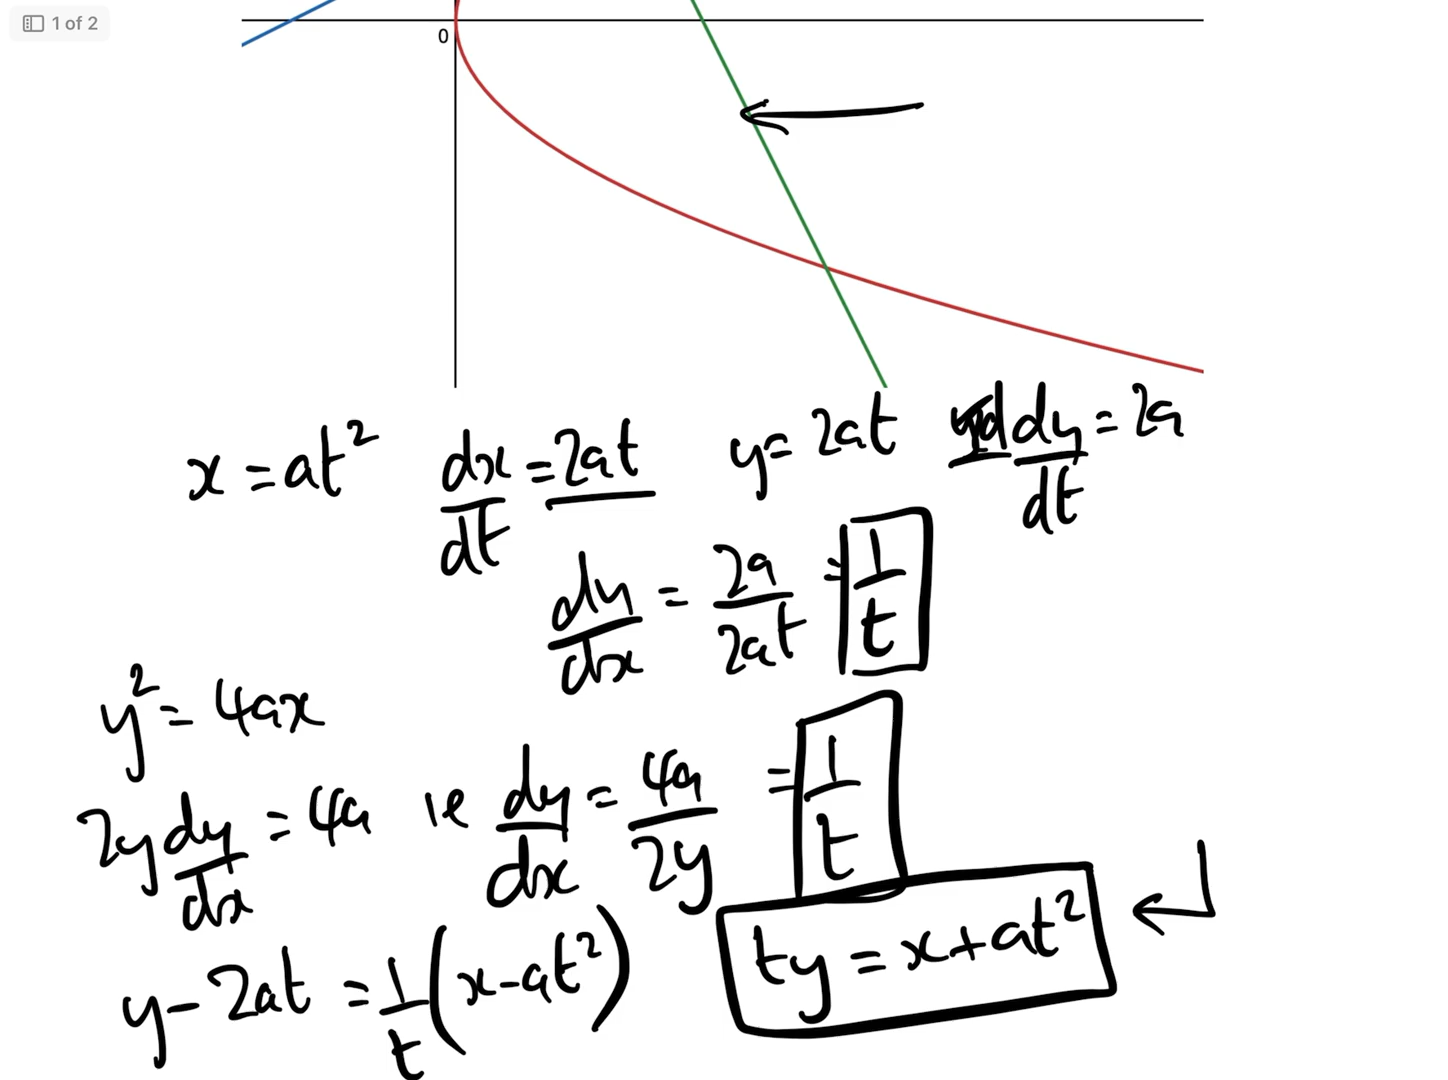 1 of 2
0
x = at² dx/dt = 2at y = 2at dy/dt = 2a
dy/dx = 2a/2at = 1/t
y² = 4ax
2y dy/dx = 4a ie dy/dx = 4a/2y = 1/t
y - 2at = 1/t (x - at²) ty = x + at²